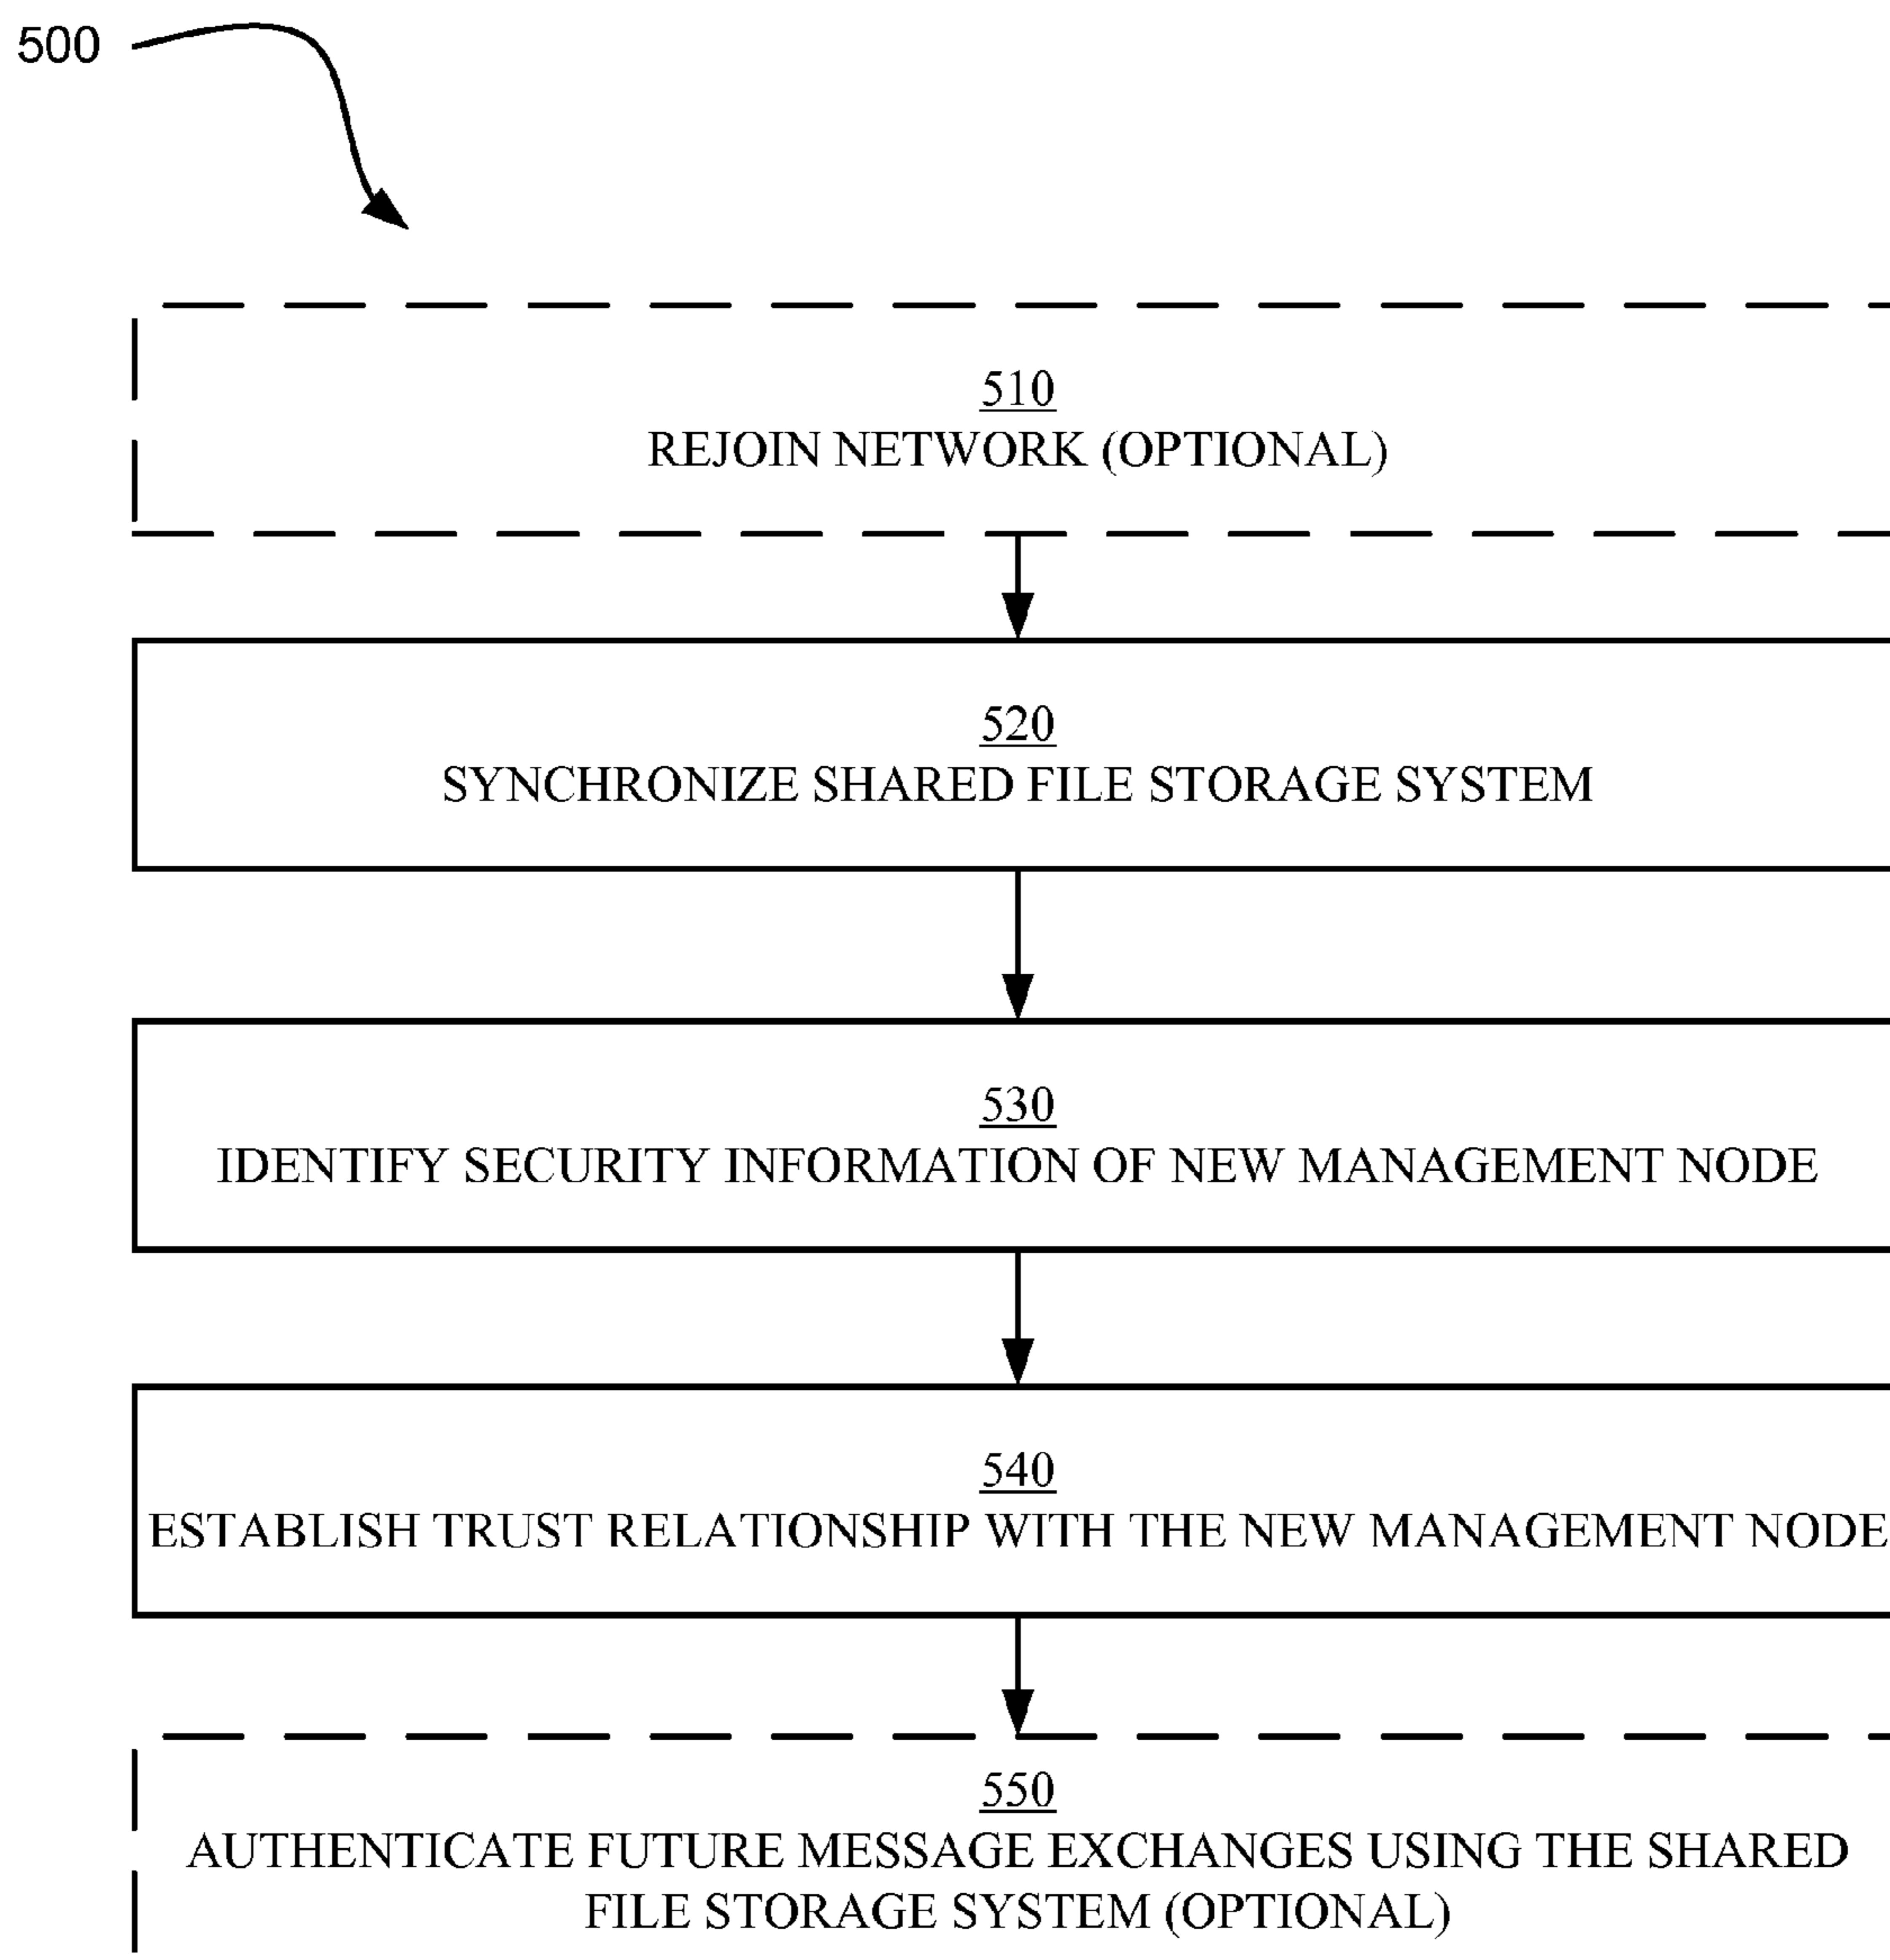 500
510
REJOIN NETWORK (OPTIONAL)
520
SYNCHRONIZE SHARED FILE STORAGE SYSTEM
530
IDENTIFY SECURITY INFORMATION OF NEW MANAGEMENT NODE
540
ESTABLISH TRUST RELATIONSHIP WITH THE NEW MANAGEMENT NODE
550
AUTHENTICATE FUTURE MESSAGE EXCHANGES USING THE SHARED
FILE STORAGE SYSTEM (OPTIONAL)